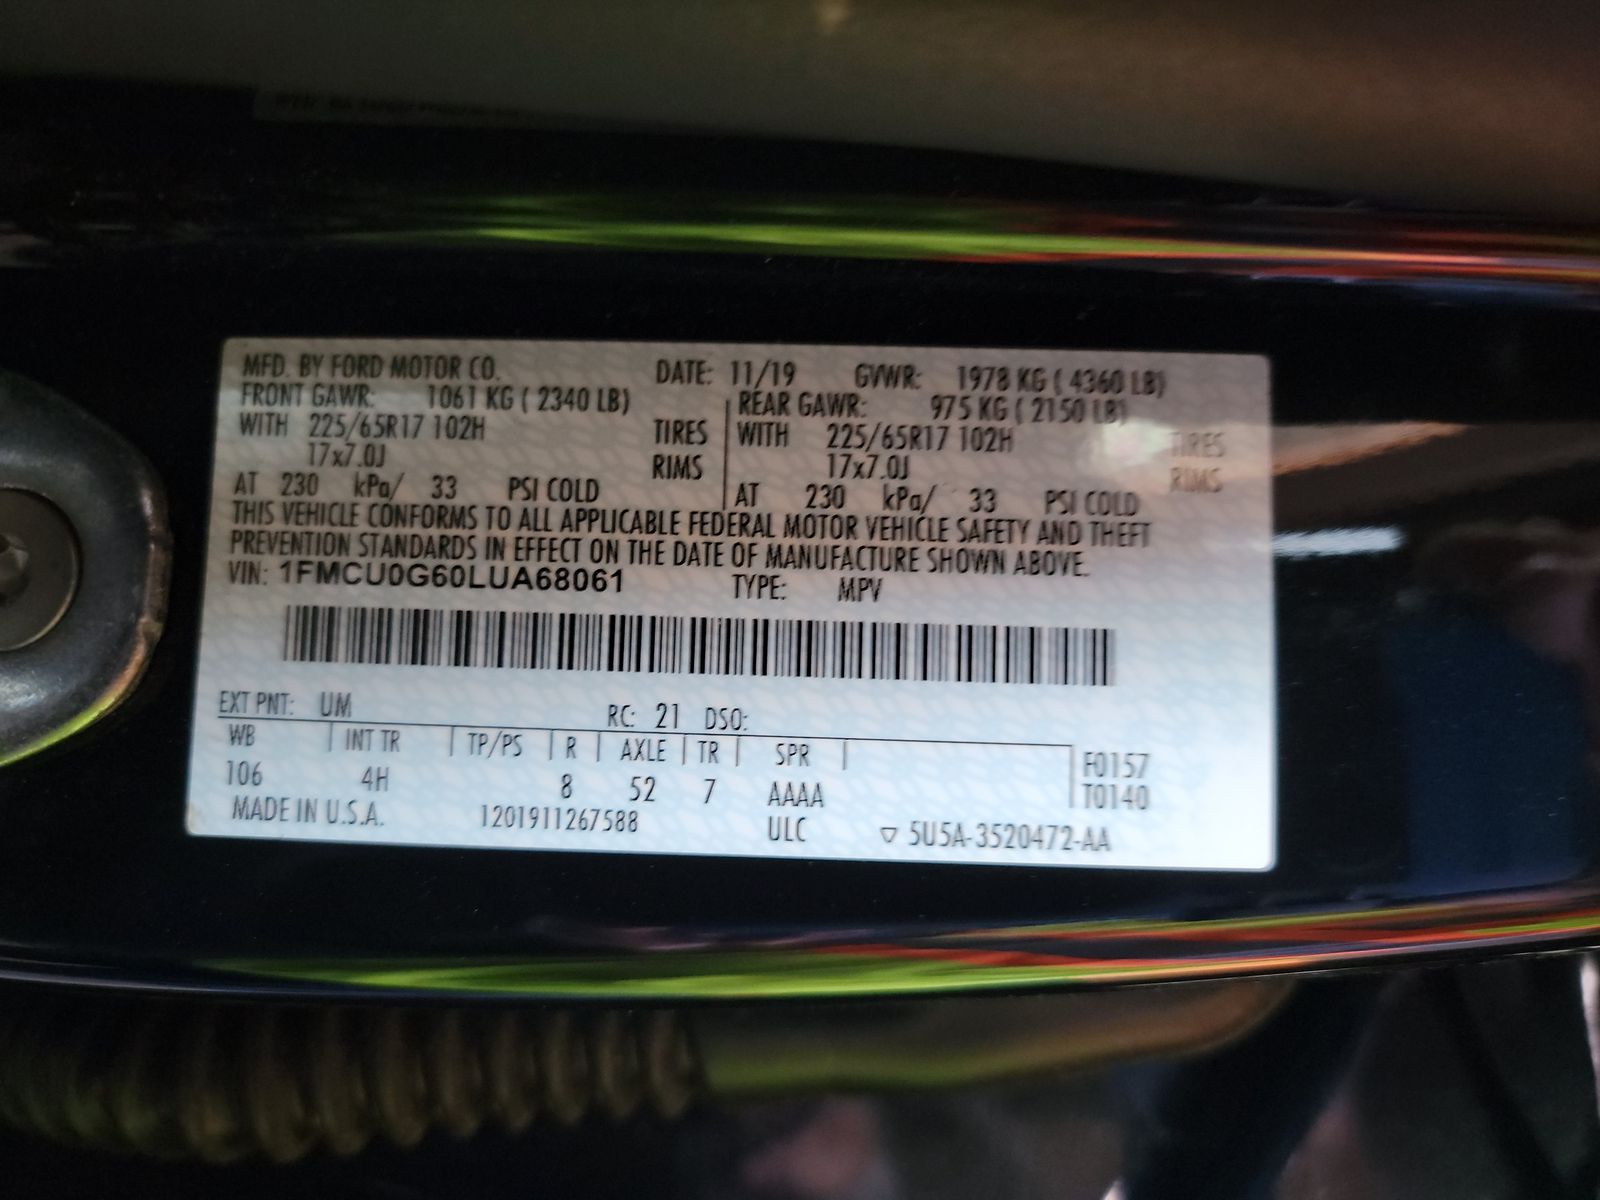 MFD. BY FORD MOTOR CO. DATE: 11/19 GVWR: 1978 KG ( 4360 LB)
FRONT GAWR: 1061 KG ( 2340 LB) REAR GAWR: 975 KG ( 2150 LB)
WITH 225/65R17 102H TIRES WITH 225/65R17 102H TIRES
17x7.0J RIMS 17x7.0J RIMS
AT 230 kPa/ 33 PSI COLD AT 230 kPa/ 33 PSI COLD
THIS VEHICLE CONFORMS TO ALL APPLICABLE FEDERAL MOTOR VEHICLE SAFETY AND THEFT
PREVENTION STANDARDS IN EFFECT ON THE DATE OF MANUFACTURE SHOWN ABOVE.
VIN: 1FMCU0G60LUA68061 TYPE: MPV
EXT PNT: UM RC: 21 DSO:
WB INT TR TP/PS R AXLE TR SPR F0157
106 4H 8 52 7 AAAA T0140
MADE IN U.S.A. 1201911267588 ULC ▽ 5U5A-3520472-AA